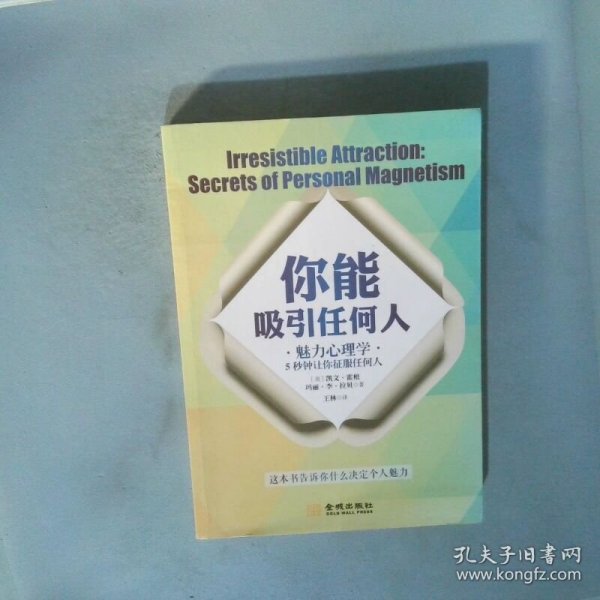 Irresistible Attraction:
Secrets of Personal Magnetism
你能
吸引任何人
·魅力心理学·
5秒钟让你征服任何人
[美]凯文·霍根
玛丽·李·拉贝 著
王林 译
这本书告诉你什么决定个人魅力
金城出版社
GOLD WALL PRESS
孔夫子旧书网
www.kongfz.com